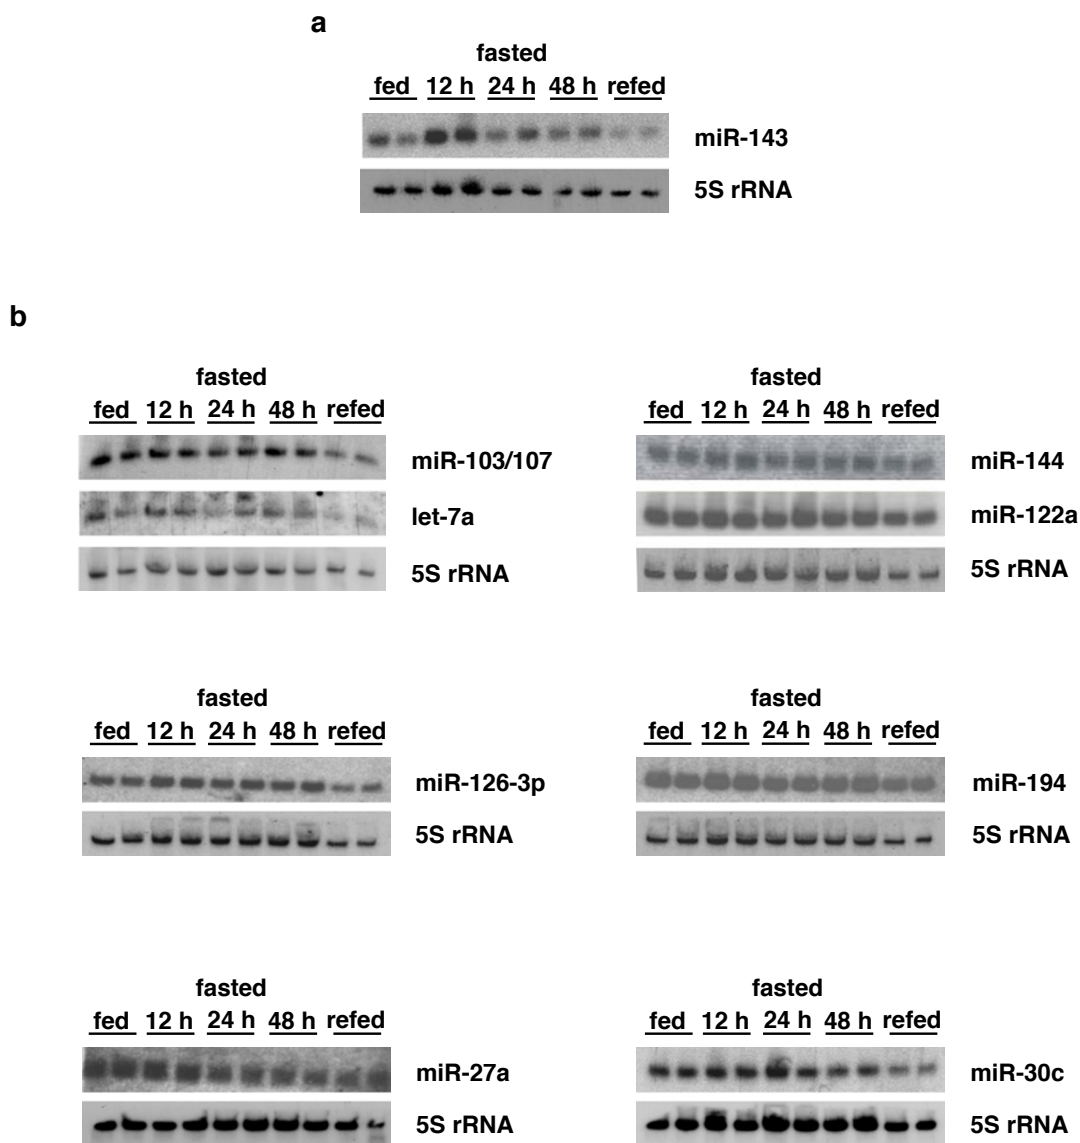 a
fasted
fed 12 h 24 h 48 h refed
miR-143
5S rRNA
b
fasted
fed 12 h 24 h 48 h refed
miR-103/107
let-7a
5S rRNA
fasted
fed 12 h 24 h 48 h refed
miR-144
miR-122a
5S rRNA
fasted
fed 12 h 24 h 48 h refed
miR-126-3p
5S rRNA
fasted
fed 12 h 24 h 48 h refed
miR-194
5S rRNA
fasted
fed 12 h 24 h 48 h refed
miR-27a
5S rRNA
fasted
fed 12 h 24 h 48 h refed
miR-30c
5S rRNA